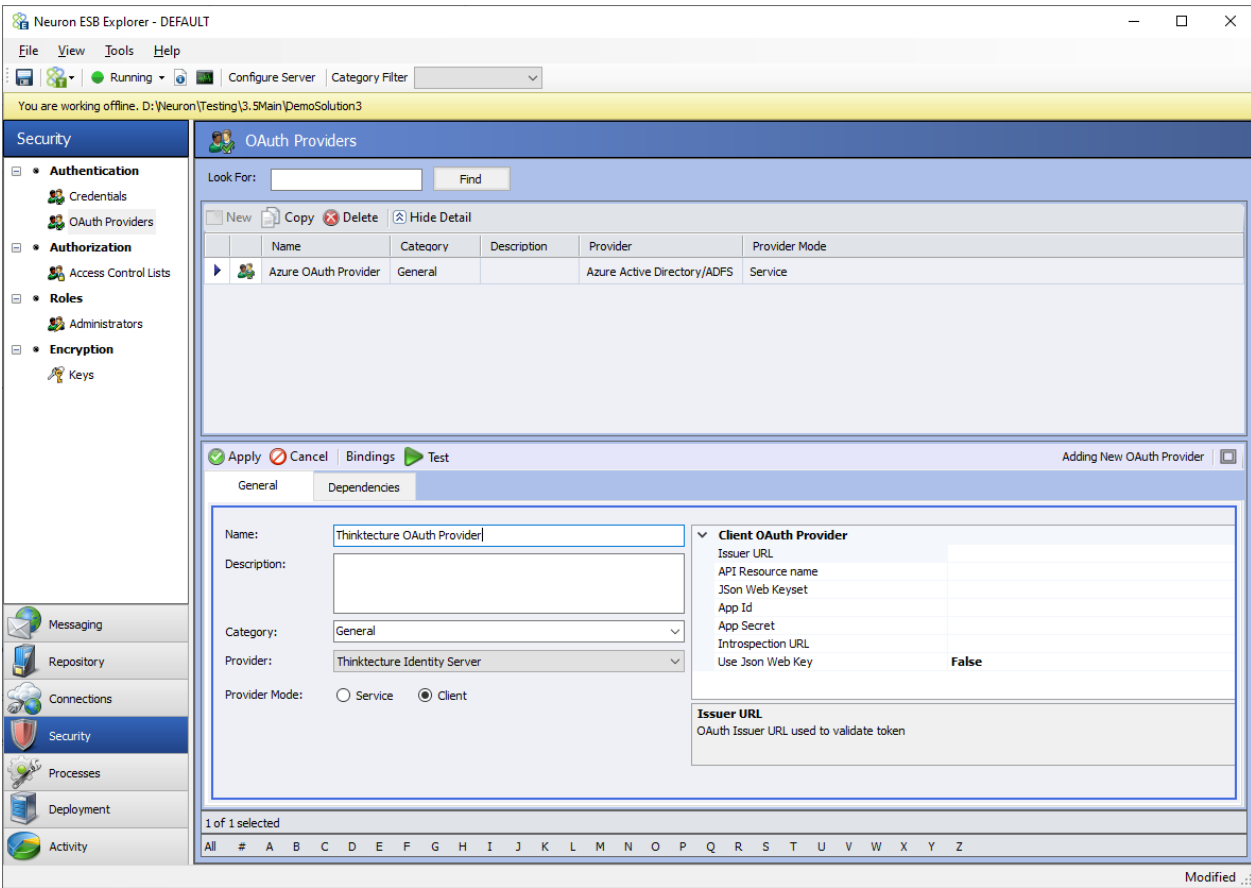 Neuron ESB Explorer - DEFAULT
File View Tools Help
Running Configure Server Category Filter
You are working offline. D:\Neuron\Testing\3.5Main\DemoSolution3
Security
Authentication
Credentials
OAuth Providers
Authorization
Access Control Lists
Roles
Administrators
Encryption
Keys
Messaging
Repository
Connections
Security
Processes
Deployment
Activity
OAuth Providers
Look For: Find
New Copy Delete Hide Detail
Name Category Description Provider Provider Mode
Azure OAuth Provider General Azure Active Directory/ADFS Service
Apply Cancel Bindings Test Adding New OAuth Provider
General Dependencies
Name: Thinktecture OAuth Provider
Description:
Category: General
Provider: Thinktecture Identity Server
Provider Mode: Service Client
Client OAuth Provider
Issuer URL
API Resource name
JSon Web Keyset
App Id
App Secret
Introspection URL
Use Json Web Key False
Issuer URL
OAuth Issuer URL used to validate token
1 of 1 selected
All # A B C D E F G H I J K L M N O P Q R S T U V W X Y Z
Modified